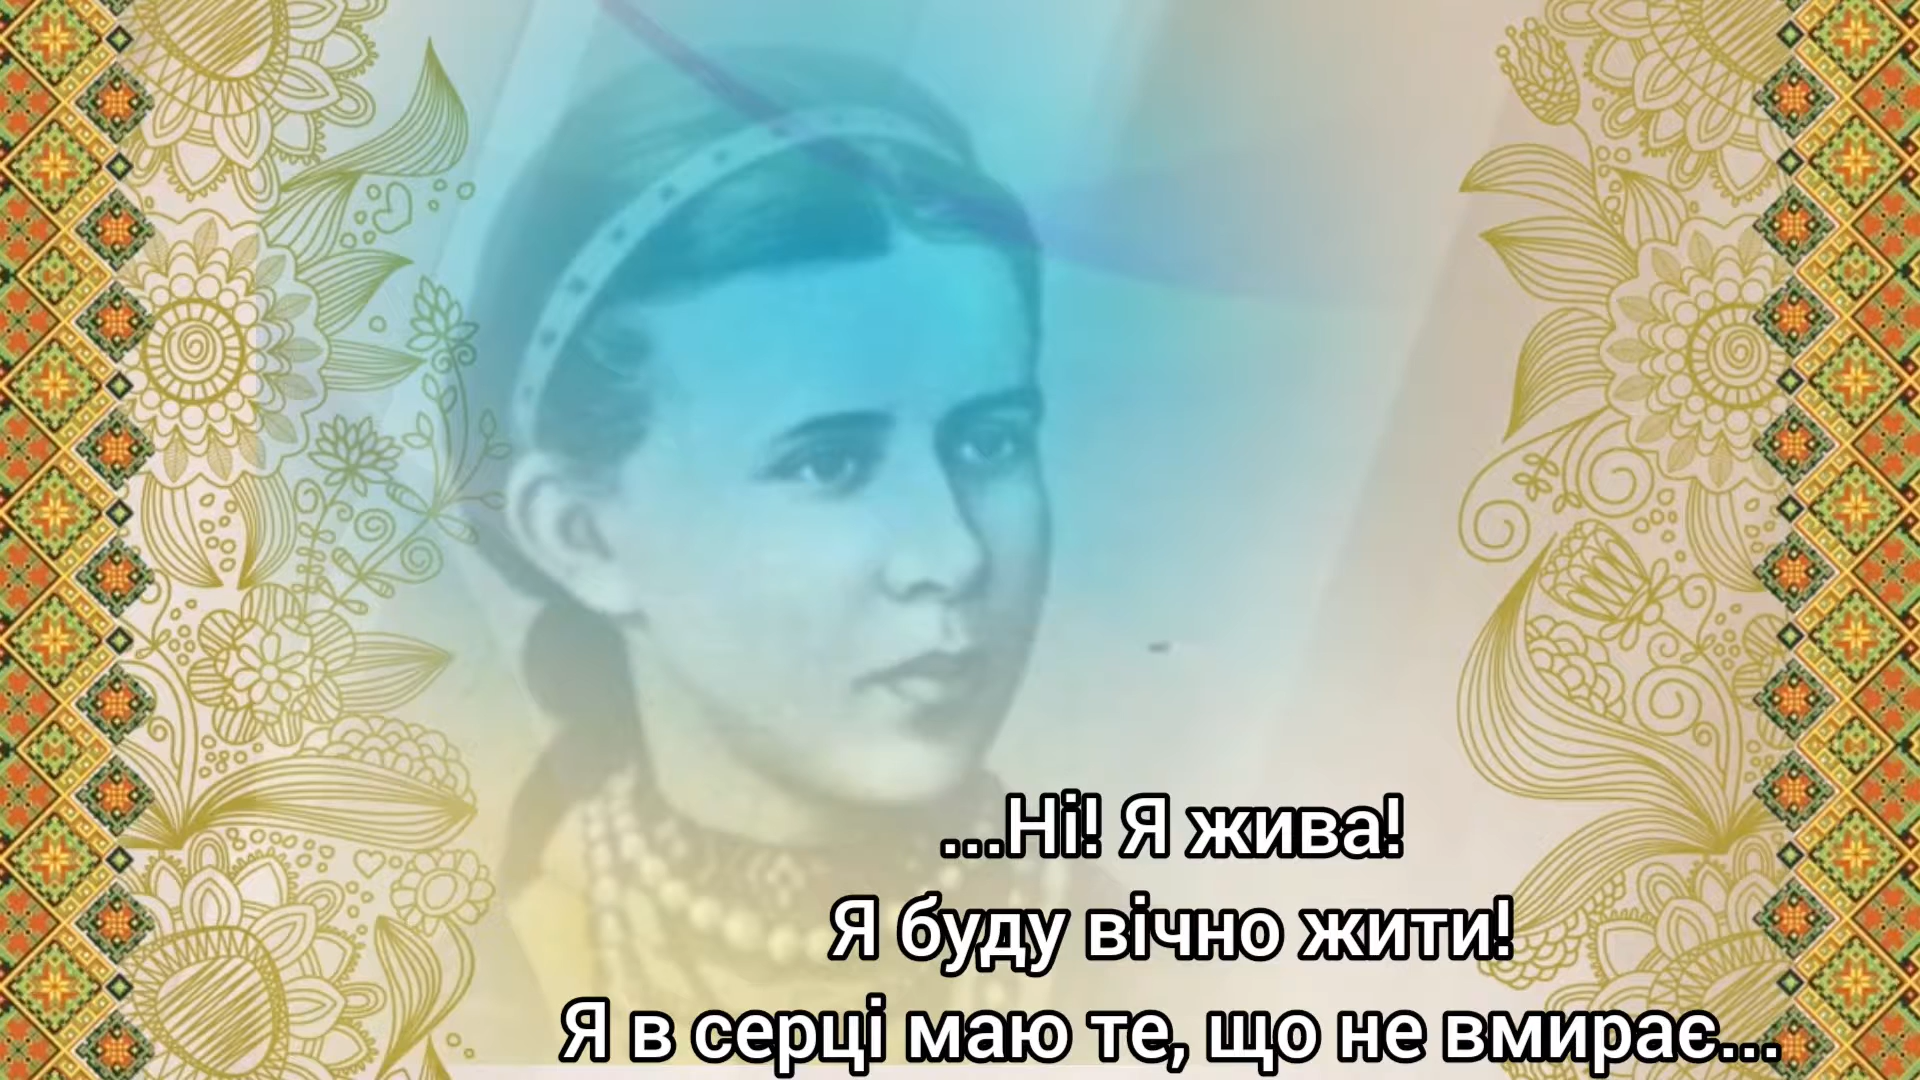 ...Ні! Я жива!
Я буду вічно жити!
Я в серці маю те, що не вмирає...